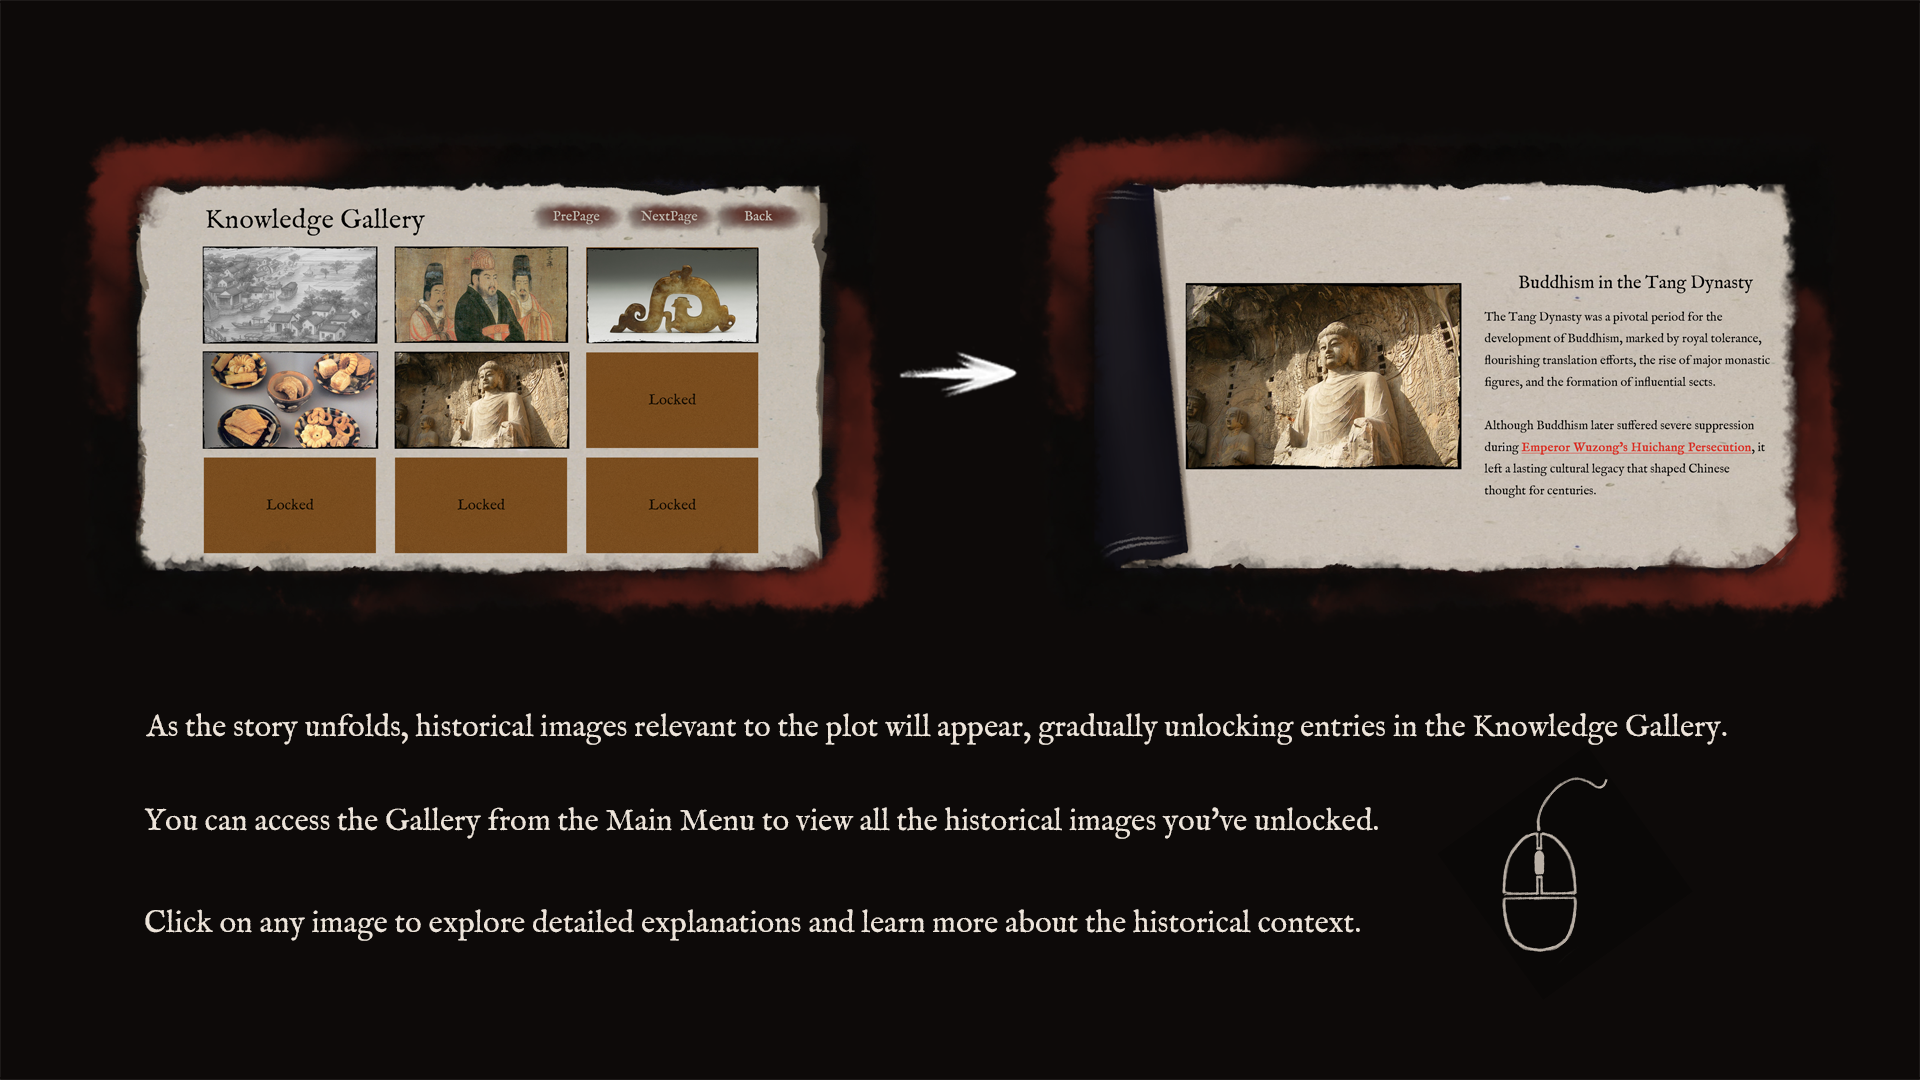 Knowledge Gallery
PrePage
NextPage
Back
Locked
Locked
Locked
Locked
Buddhism in the Tang Dynasty
The Tang Dynasty was a pivotal period for the
development of Buddhism, marked by royal tolerance,
flourishing translation efforts, the rise of major monastic
figures, and the formation of influential sects.
Although Buddhism later suffered severe suppression
during Emperor Wuzong's Huichang Persecution, it
left a lasting cultural legacy that shaped Chinese
thought for centuries.
As the story unfolds, historical images relevant to the plot will appear, gradually unlocking entries in the Knowledge Gallery.
You can access the Gallery from the Main Menu to view all the historical images you've unlocked.
Click on any image to explore detailed explanations and learn more about the historical context.